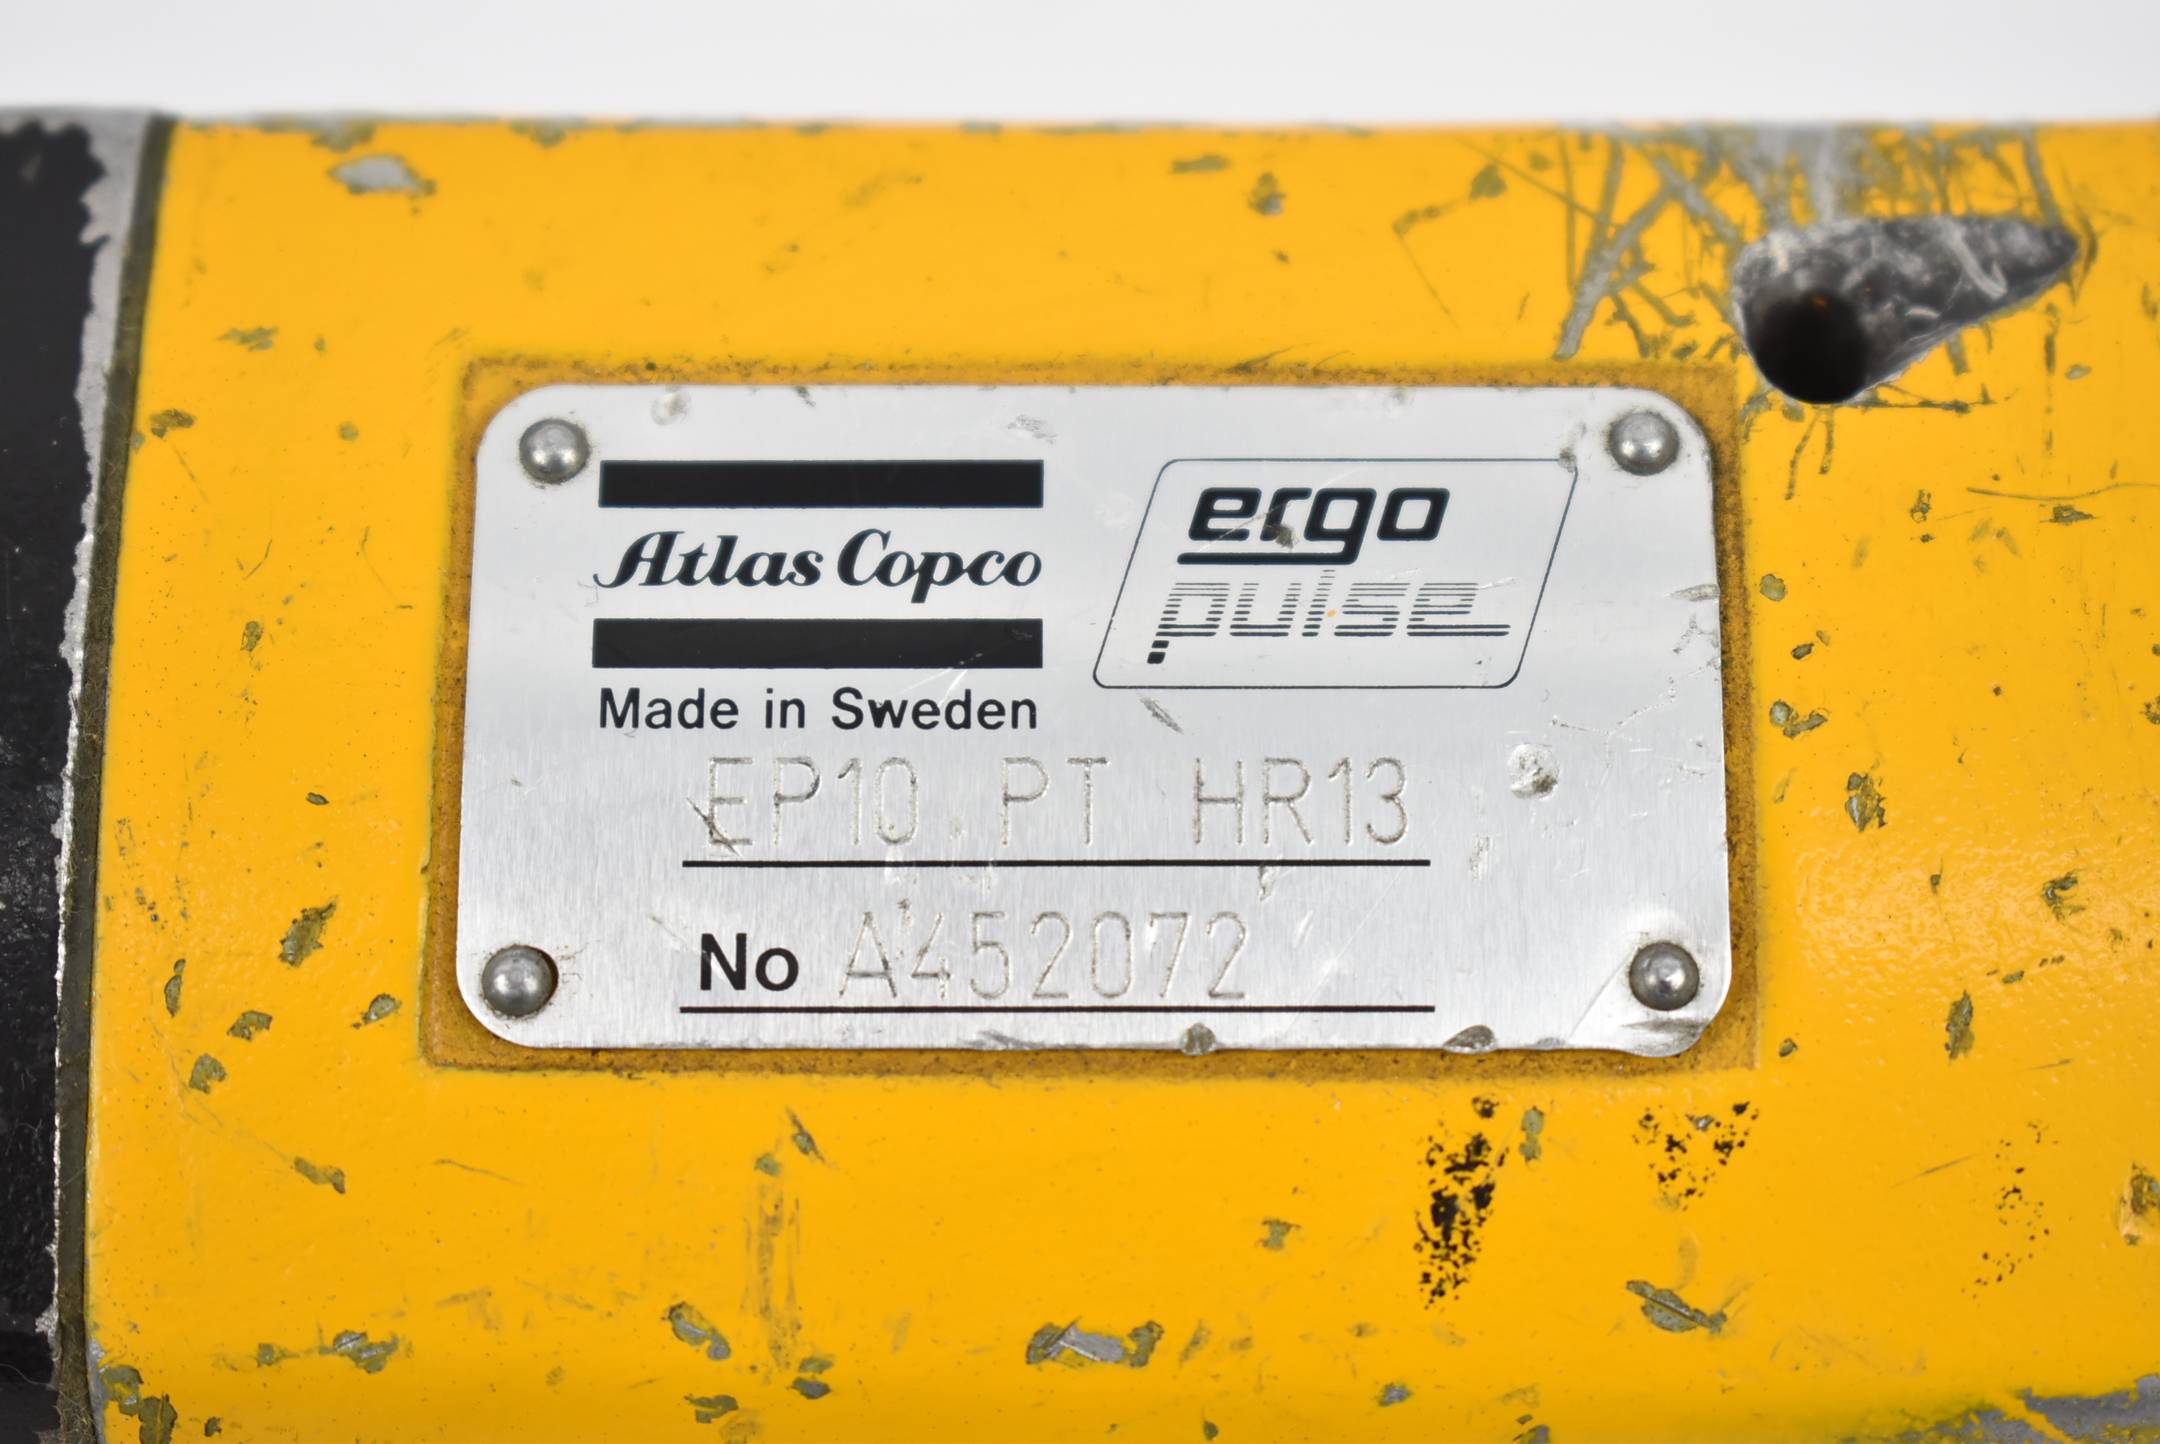 Atlas Copco
ergo
pulse
Made in Sweden
EP10 PT HR13
No A452072